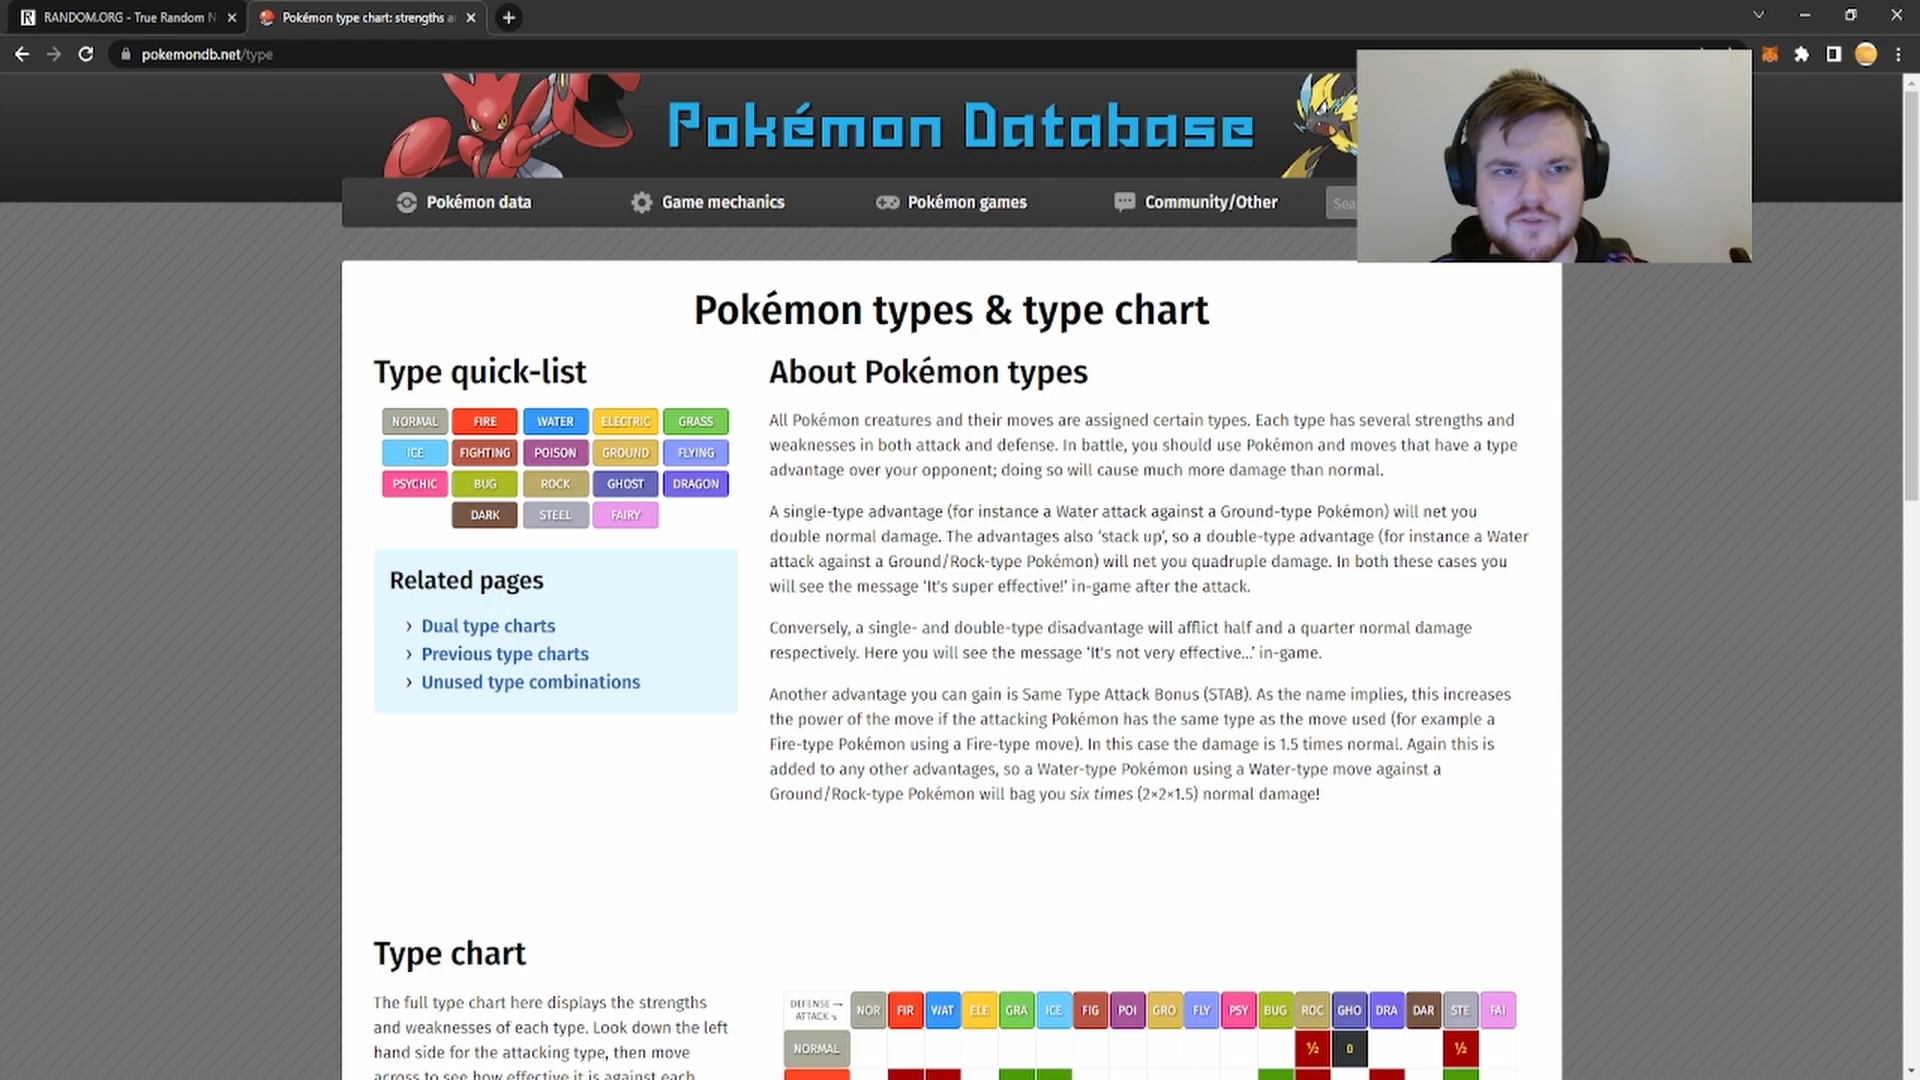 RANDOM.ORG - True Random N
Pokémon type chart: strengths a
pokemondb.net/type
Pokémon Database
Pokémon data
Game mechanics
Pokémon games
Community/Other
Sea
Pokémon types & type chart
Type quick-list
NORMAL FIRE WATER ELECTRIC GRASS
ICE FIGHTING POISON GROUND FLYING
PSYCHIC BUG ROCK GHOST DRAGON
DARK STEEL FAIRY
Related pages
› Dual type charts
› Previous type charts
› Unused type combinations
About Pokémon types
All Pokémon creatures and their moves are assigned certain types. Each type has several strengths and
weaknesses in both attack and defense. In battle, you should use Pokémon and moves that have a type
advantage over your opponent; doing so will cause much more damage than normal.
A single-type advantage (for instance a Water attack against a Ground-type Pokémon) will net you
double normal damage. The advantages also ‘stack up’, so a double-type advantage (for instance a Water
attack against a Ground/Rock-type Pokémon) will net you quadruple damage. In both these cases you
will see the message ‘It's super effective!’ in-game after the attack.
Conversely, a single- and double-type disadvantage will afflict half and a quarter normal damage
respectively. Here you will see the message ‘It's not very effective...’ in-game.
Another advantage you can gain is Same Type Attack Bonus (STAB). As the name implies, this increases
the power of the move if the attacking Pokémon has the same type as the move used (for example a
Fire-type Pokémon using a Fire-type move). In this case the damage is 1.5 times normal. Again this is
added to any other advantages, so a Water-type Pokémon using a Water-type move against a
Ground/Rock-type Pokémon will bag you six times (2×2×1.5) normal damage!
Type chart
The full type chart here displays the strengths
and weaknesses of each type. Look down the left
hand side for the attacking type, then move
across to see how effective it is against each
DEFENSE →
ATTACK ↴
NOR FIR WAT ELE GRA ICE FIG POI GRO FLY PSY BUG ROC GHO DRA DAR STE FAI
NORMAL ½ 0 ½